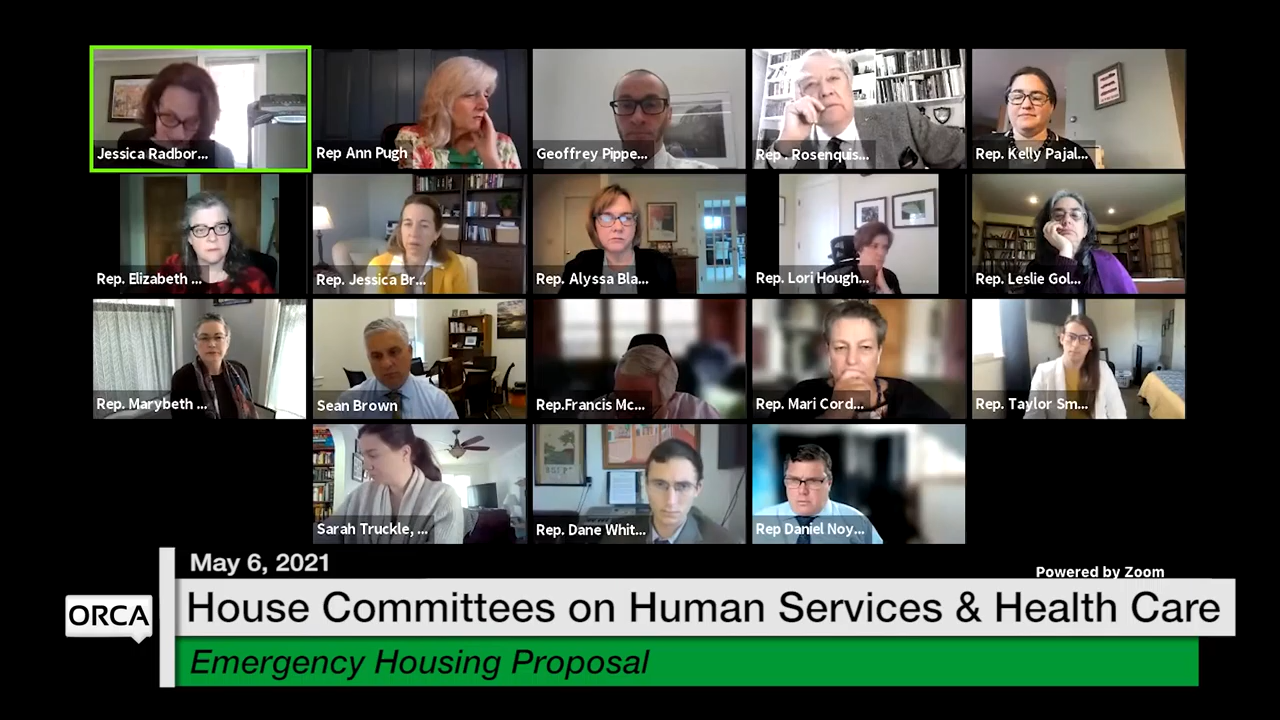 Jessica Radbor...
Rep Ann Pugh
Geoffrey Pippe...
Rep . Rosenquis...
Rep. Kelly Pajal...
Rep. Elizabeth ...
Rep. Jessica Br...
Rep. Alyssa Bla...
Rep. Lori Hough...
Rep. Leslie Gol...
Rep. Marybeth ...
Sean Brown
Rep.Francis Mc...
Rep. Mari Cord...
Rep. Taylor Sm...
Sarah Truckle, ...
Rep. Dane Whit...
Rep Daniel Noy...
May 6, 2021
Powered by Zoom
ORCA
House Committees on Human Services & Health Care
Emergency Housing Proposal